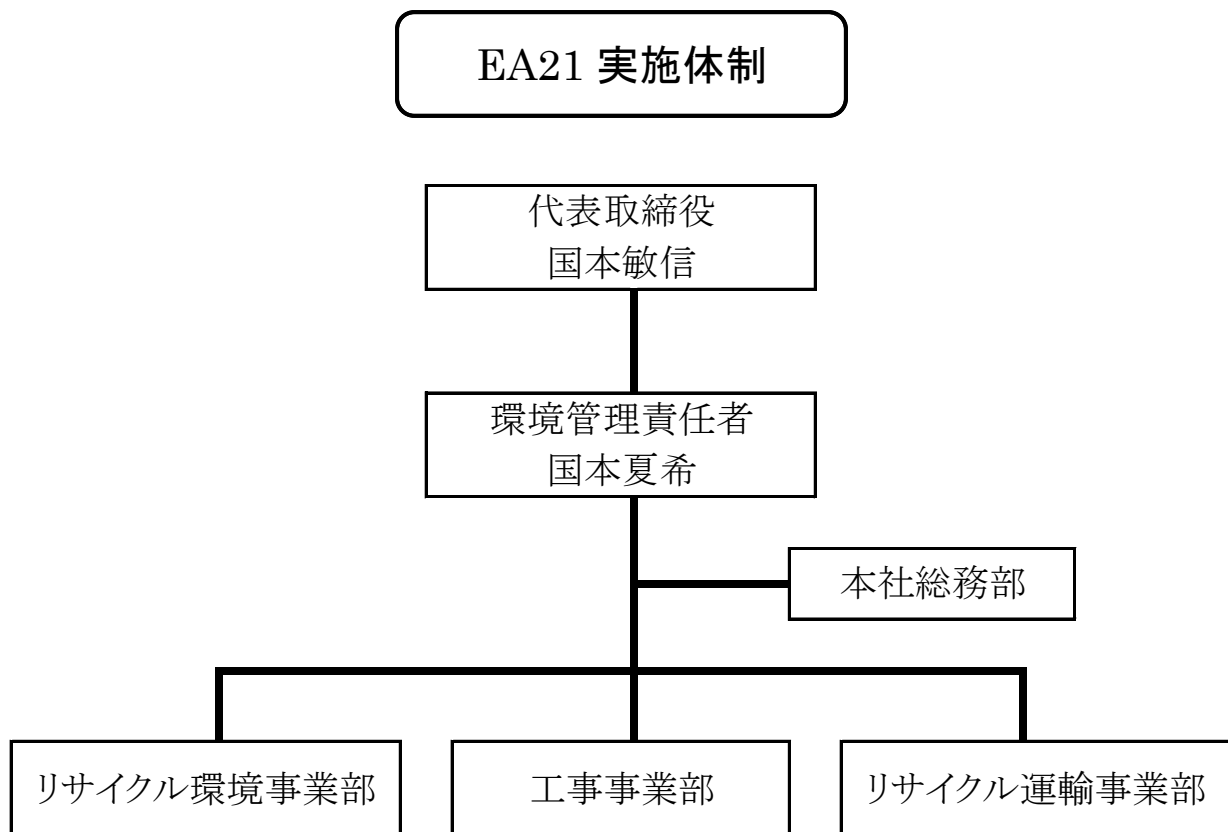 EA21 実施体制
代表取締役
国本敏信
環境管理責任者
国本夏希
本社総務部
リサイクル環境事業部
工事事業部
リサイクル運輸事業部